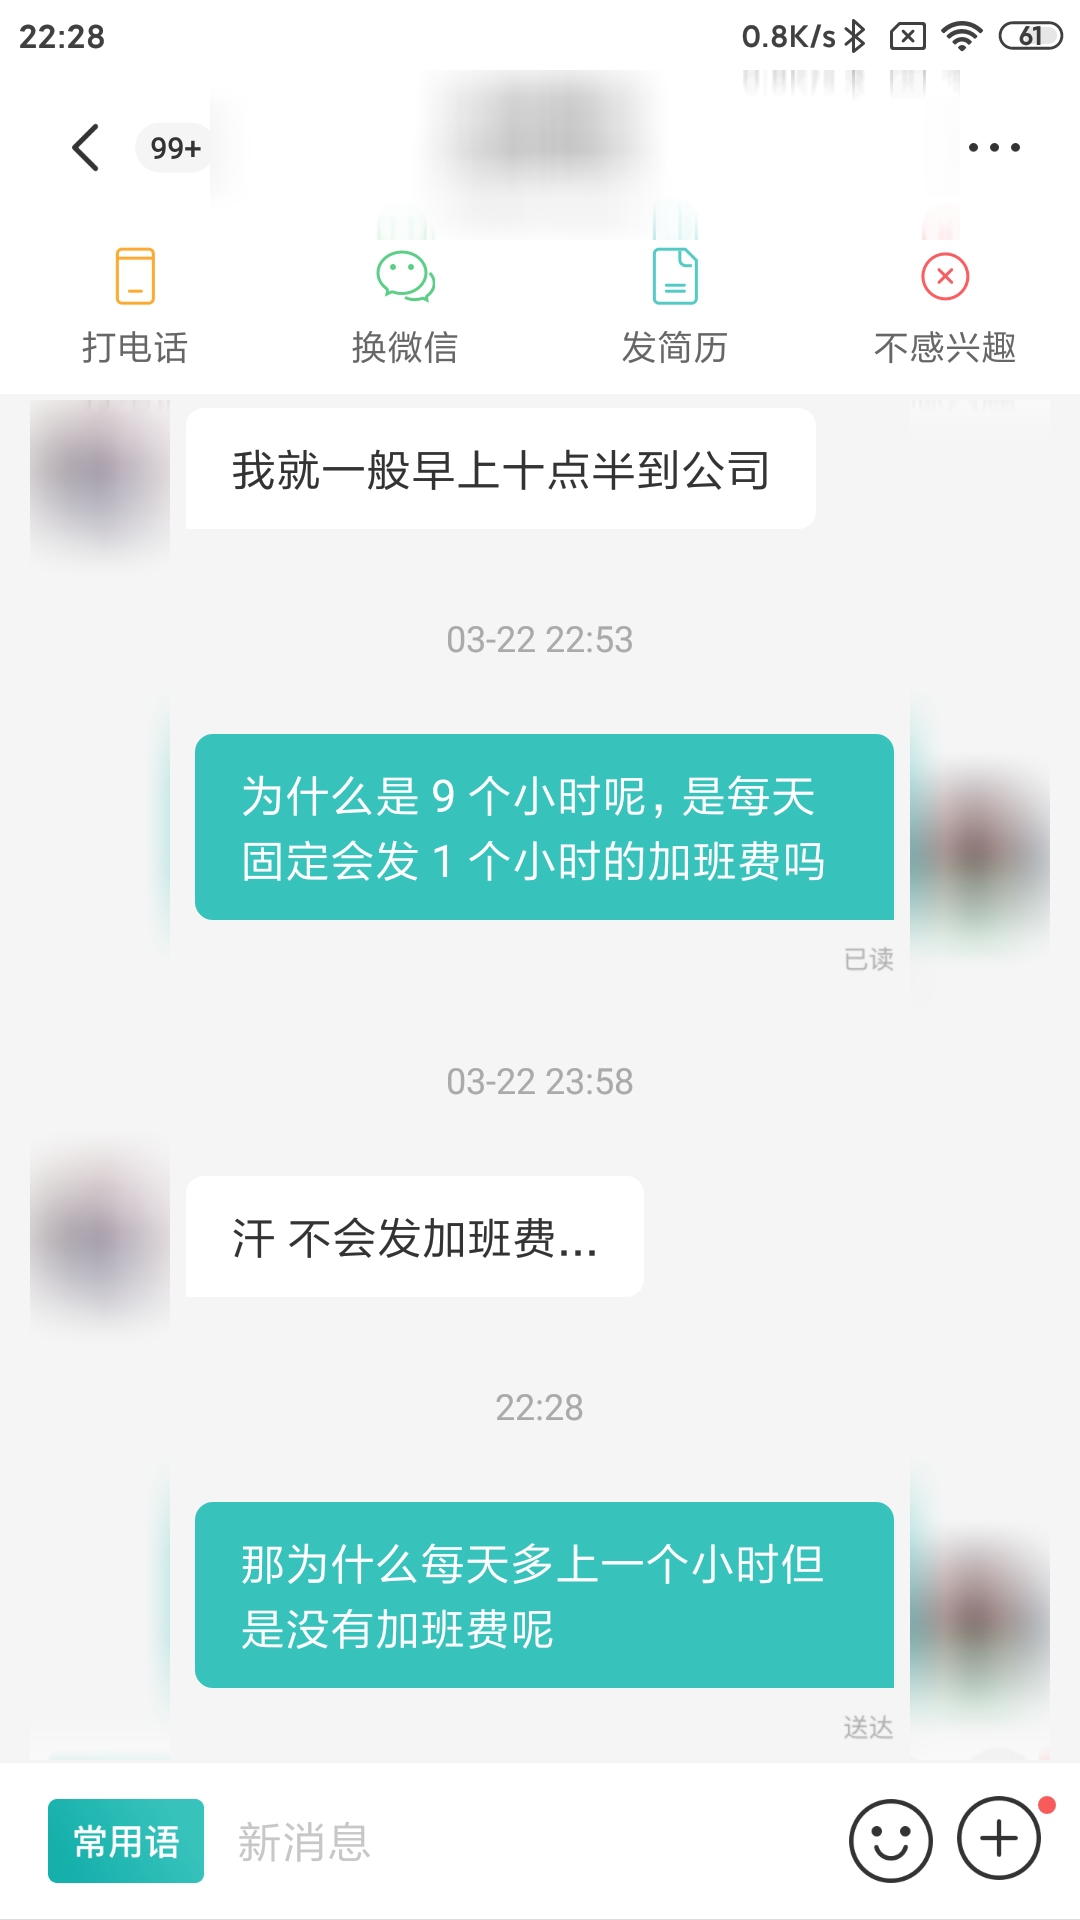 22:28
0.8K/s
61
99+
打电话
换微信
发简历
不感兴趣
我就一般早上十点半到公司
03-22 22:53
为什么是 9 个小时呢，是每天
固定会发 1 个小时的加班费吗
已读
03-22 23:58
汗 不会发加班费...
22:28
那为什么每天多上一个小时但
是没有加班费呢
送达
常用语
新消息